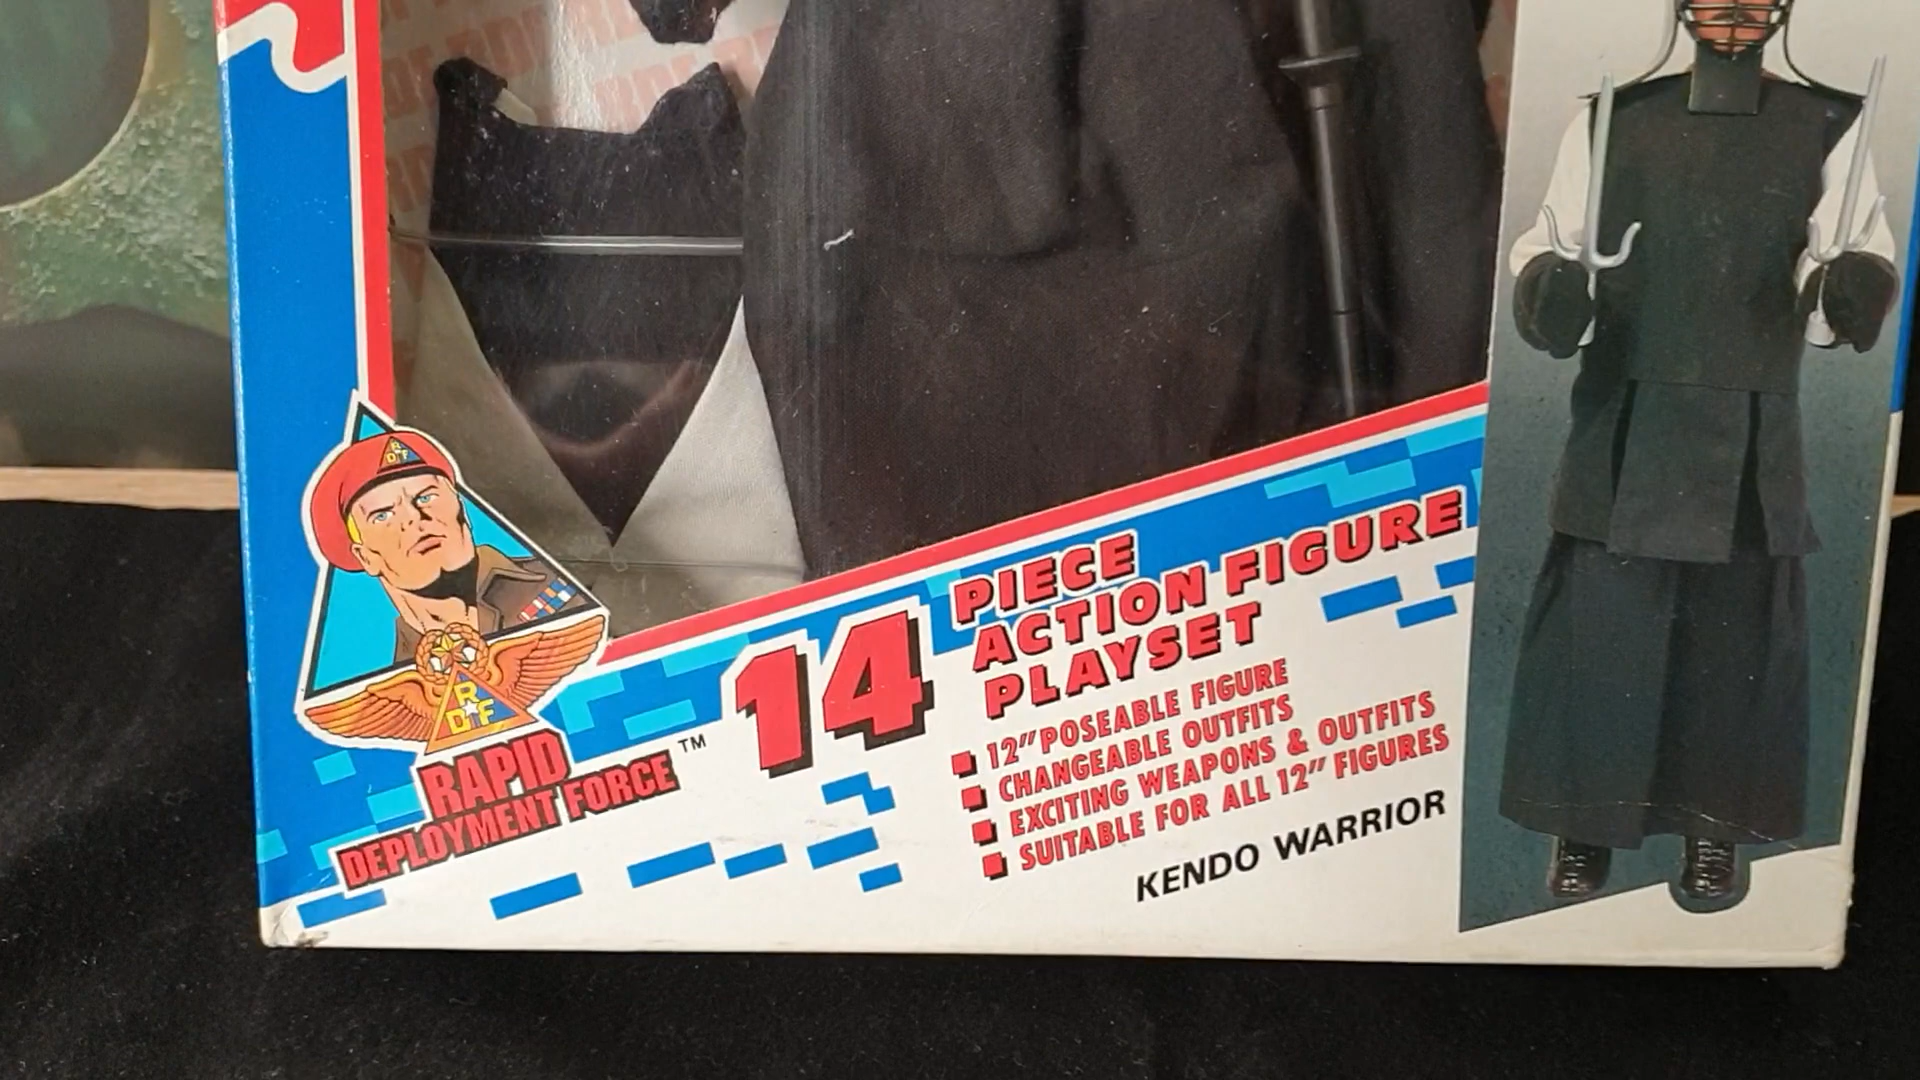 R
DF
R
D F
RAPID
DEPLOYMENT FORCE™
14
PIECE
ACTION FIGURE
PLAYSET
12" POSEABLE FIGURE
CHANGEABLE OUTFITS
EXCITING WEAPONS & OUTFITS
SUITABLE FOR ALL 12" FIGURES
KENDO WARRIOR